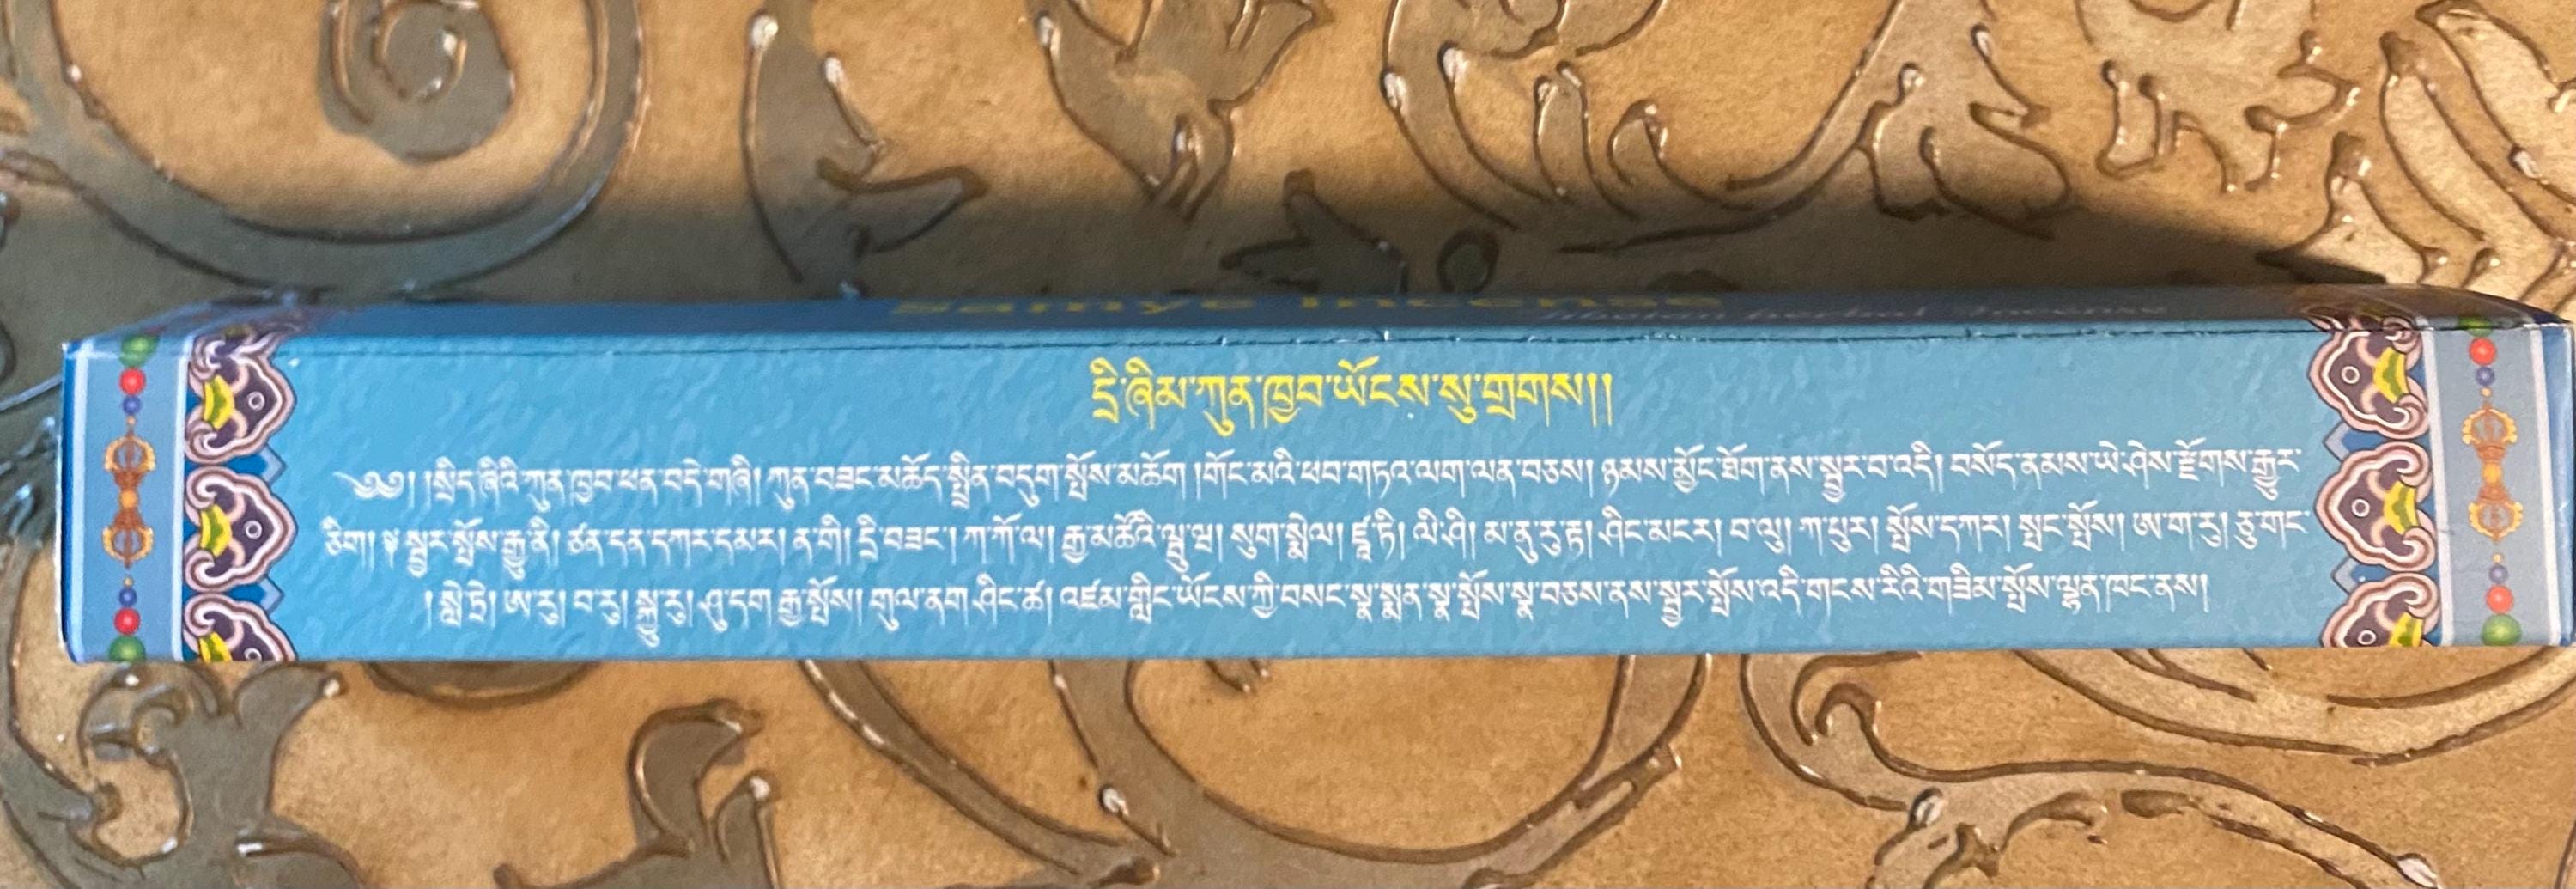 Samye Incense
Tibetan herbal Incense
དྲི་ཞིམ་ཀུན་ཁྱབ་ཡོངས་སུ་གྲགས།།
༄༅། །སྲིད་ཞིའི་ཀུན་ཁྱབ་ཕན་བདེ་གཞི། ཀུན་བཟང་མཆོད་སྤྲིན་བདུག་སྤོས་མཆོག །གོང་མའི་ཕབ་གཏའ་ལག་ལན་བཅས། ཉམས་མྱོང་ཐོག་ནས་སྦྱར་བ་འདི། བསོད་ནམས་ཡེ་ཤེས་རྫོགས་རྒྱུར་
ཅིག། སྦྱར་སྤོས་རྒྱུ་ནི། ཙན་དན་དཀར་དམར། ན་གི། དྲི་བཟང་། ཀ་ཀོ་ལ། རྒྱ་མཚོའི་ལྦུ་བ། སུག་སྨེལ། ཛཱ་ཏི། ལི་ཤི། མ་ནུ་རུ་རྟ། ཤིང་མངར། བ་ལུ། ཀ་པུར། སྤོས་དཀར། སྤང་སྤོས། ཨ་ག་རུ། ཅུ་གང་
། སྤྲེ་ཏྲེ། ཨ་རུ། བ་རུ། སྐྱུ་རུ། ཤུ་དག རྒྱ་སྤོས། གུལ་ནག ཤིང་ཚ། འཛམ་གླིང་ཡོངས་ཀྱི་བསང་སྣ་སྨན་སྣ་སྤོས་སྣ་བཅས་ནས་སྦྱར་སྤོས་འདི་གངས་རིའི་གཟིམ་སྤོས་ལྷན་ཁང་ནས།